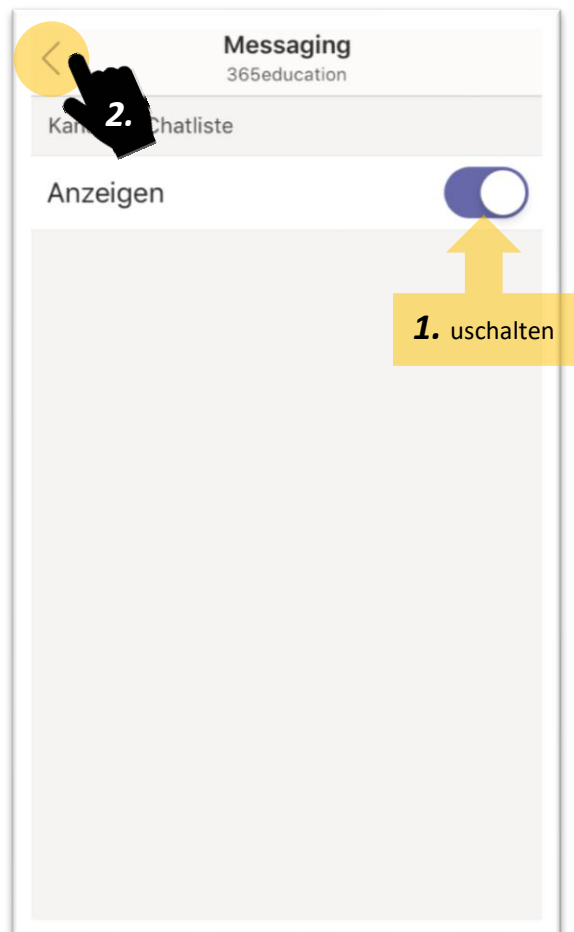 Messaging
365education
2.
Chatliste
Anzeigen
1. uschalten